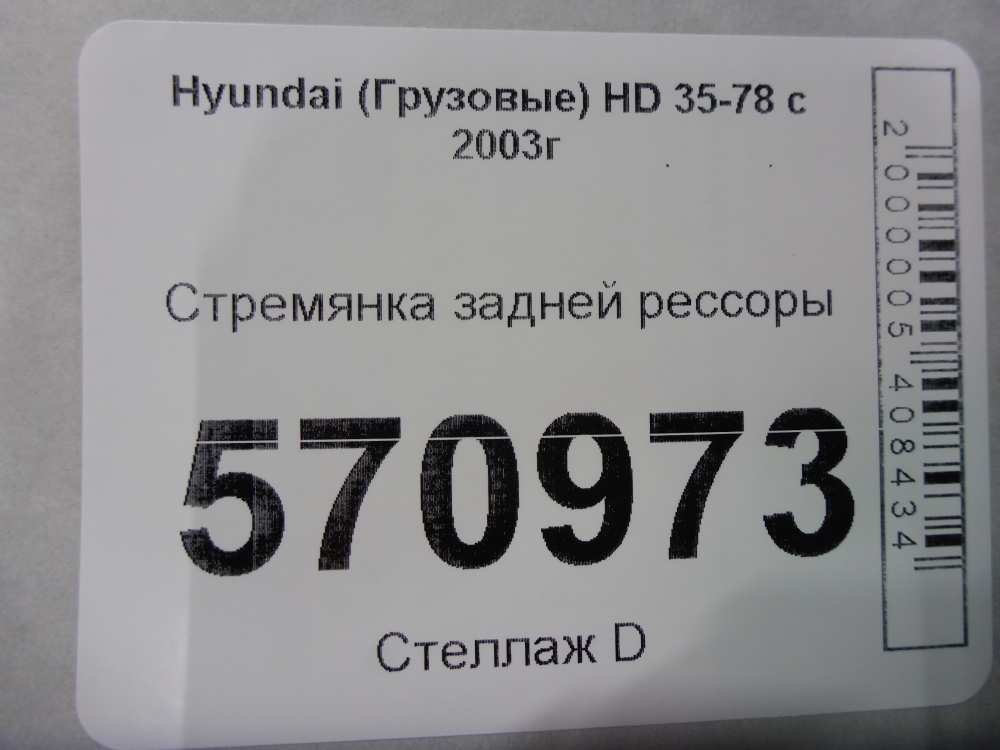 Hyundai (Грузовые) HD 35-78 с
2003г
Стремянка задней рессоры
570973
Стеллаж D
2000005408434